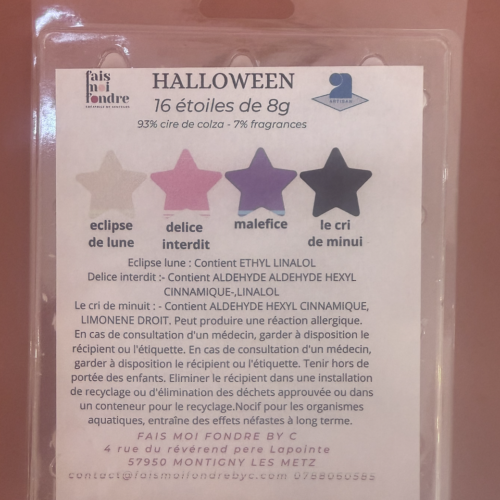 fais
moi
fondre
HALLOWEEN
ARTISAN
16 étoiles de 8g
93% cire de colza - 7% fragrances
eclipse
de lune
delice
interdit
malefice
le cri
de minui
Eclipse lune : Contient ETHYL LINALOL
Delice interdit :- Contient ALDEHYDE ALDEHYDE HEXYL
CINNAMIQUE-,LINALOL
Le cri de minuit : - Contient ALDEHYDE HEXYL CINNAMIQUE,
LIMONENE DROIT. Peut produire une réaction allergique.
En cas de consultation d'un médecin, garder à disposition le
récipient ou l'étiquette. En cas de consultation d'un médecin,
garder à disposition le récipient ou l'étiquette. Tenir hors de
portée des enfants. Eliminer le récipient dans une installation
de recyclage ou d'élimination des déchets approuvée ou dans
un conteneur pour le recyclage.Nocif pour les organismes
aquatiques, entraîne des effets néfastes à long terme.
FAIS MOI FONDRE BY C
4 rue du révérend pere Lapointe
57950 MONTIGNY LES METZ
contact@faismoifondrebyc.com